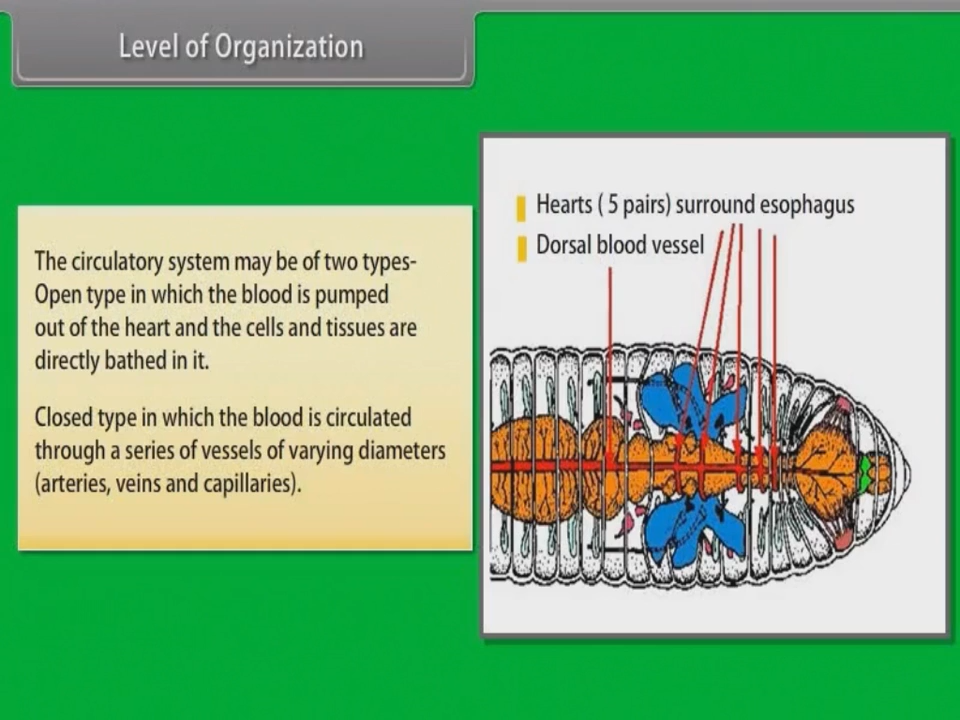 Level of Organization
The circulatory system may be of two types-
Open type in which the blood is pumped
out of the heart and the cells and tissues are
directly bathed in it.
Closed type in which the blood is circulated
through a series of vessels of varying diameters
(arteries, veins and capillaries).
Hearts ( 5 pairs) surround esophagus
Dorsal blood vessel